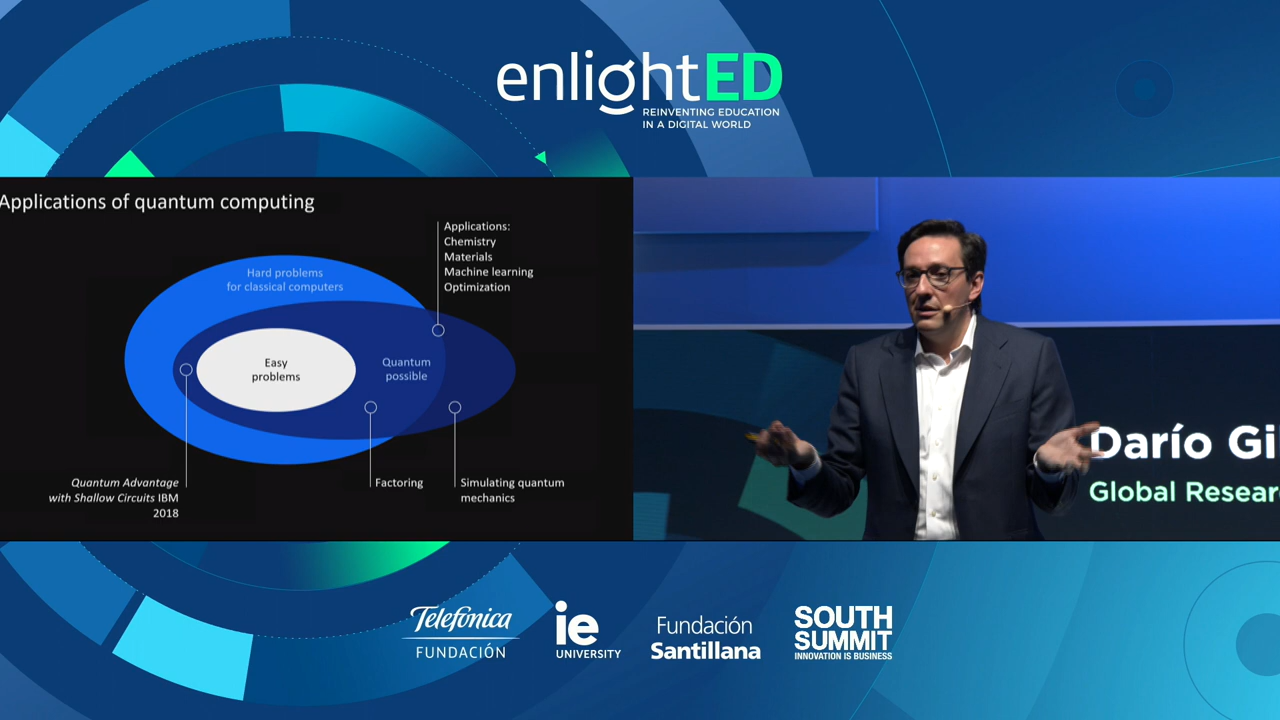 enlightED
REINVENTING EDUCATION
IN A DIGITAL WORLD
Applications of quantum computing
Applications:
Chemistry
Materials
Machine learning
Optimization
Hard problems
for classical computers
Easy
problems
Quantum
possible
Quantum Advantage
with Shallow Circuits IBM
2018
Factoring
Simulating quantum
mechanics
Darío Gi
Global Resear
Telefónica
FUNDACIÓN
ie
UNIVERSITY
Fundación
Santillana
SOUTH
SUMMIT
INNOVATION IS BUSINESS